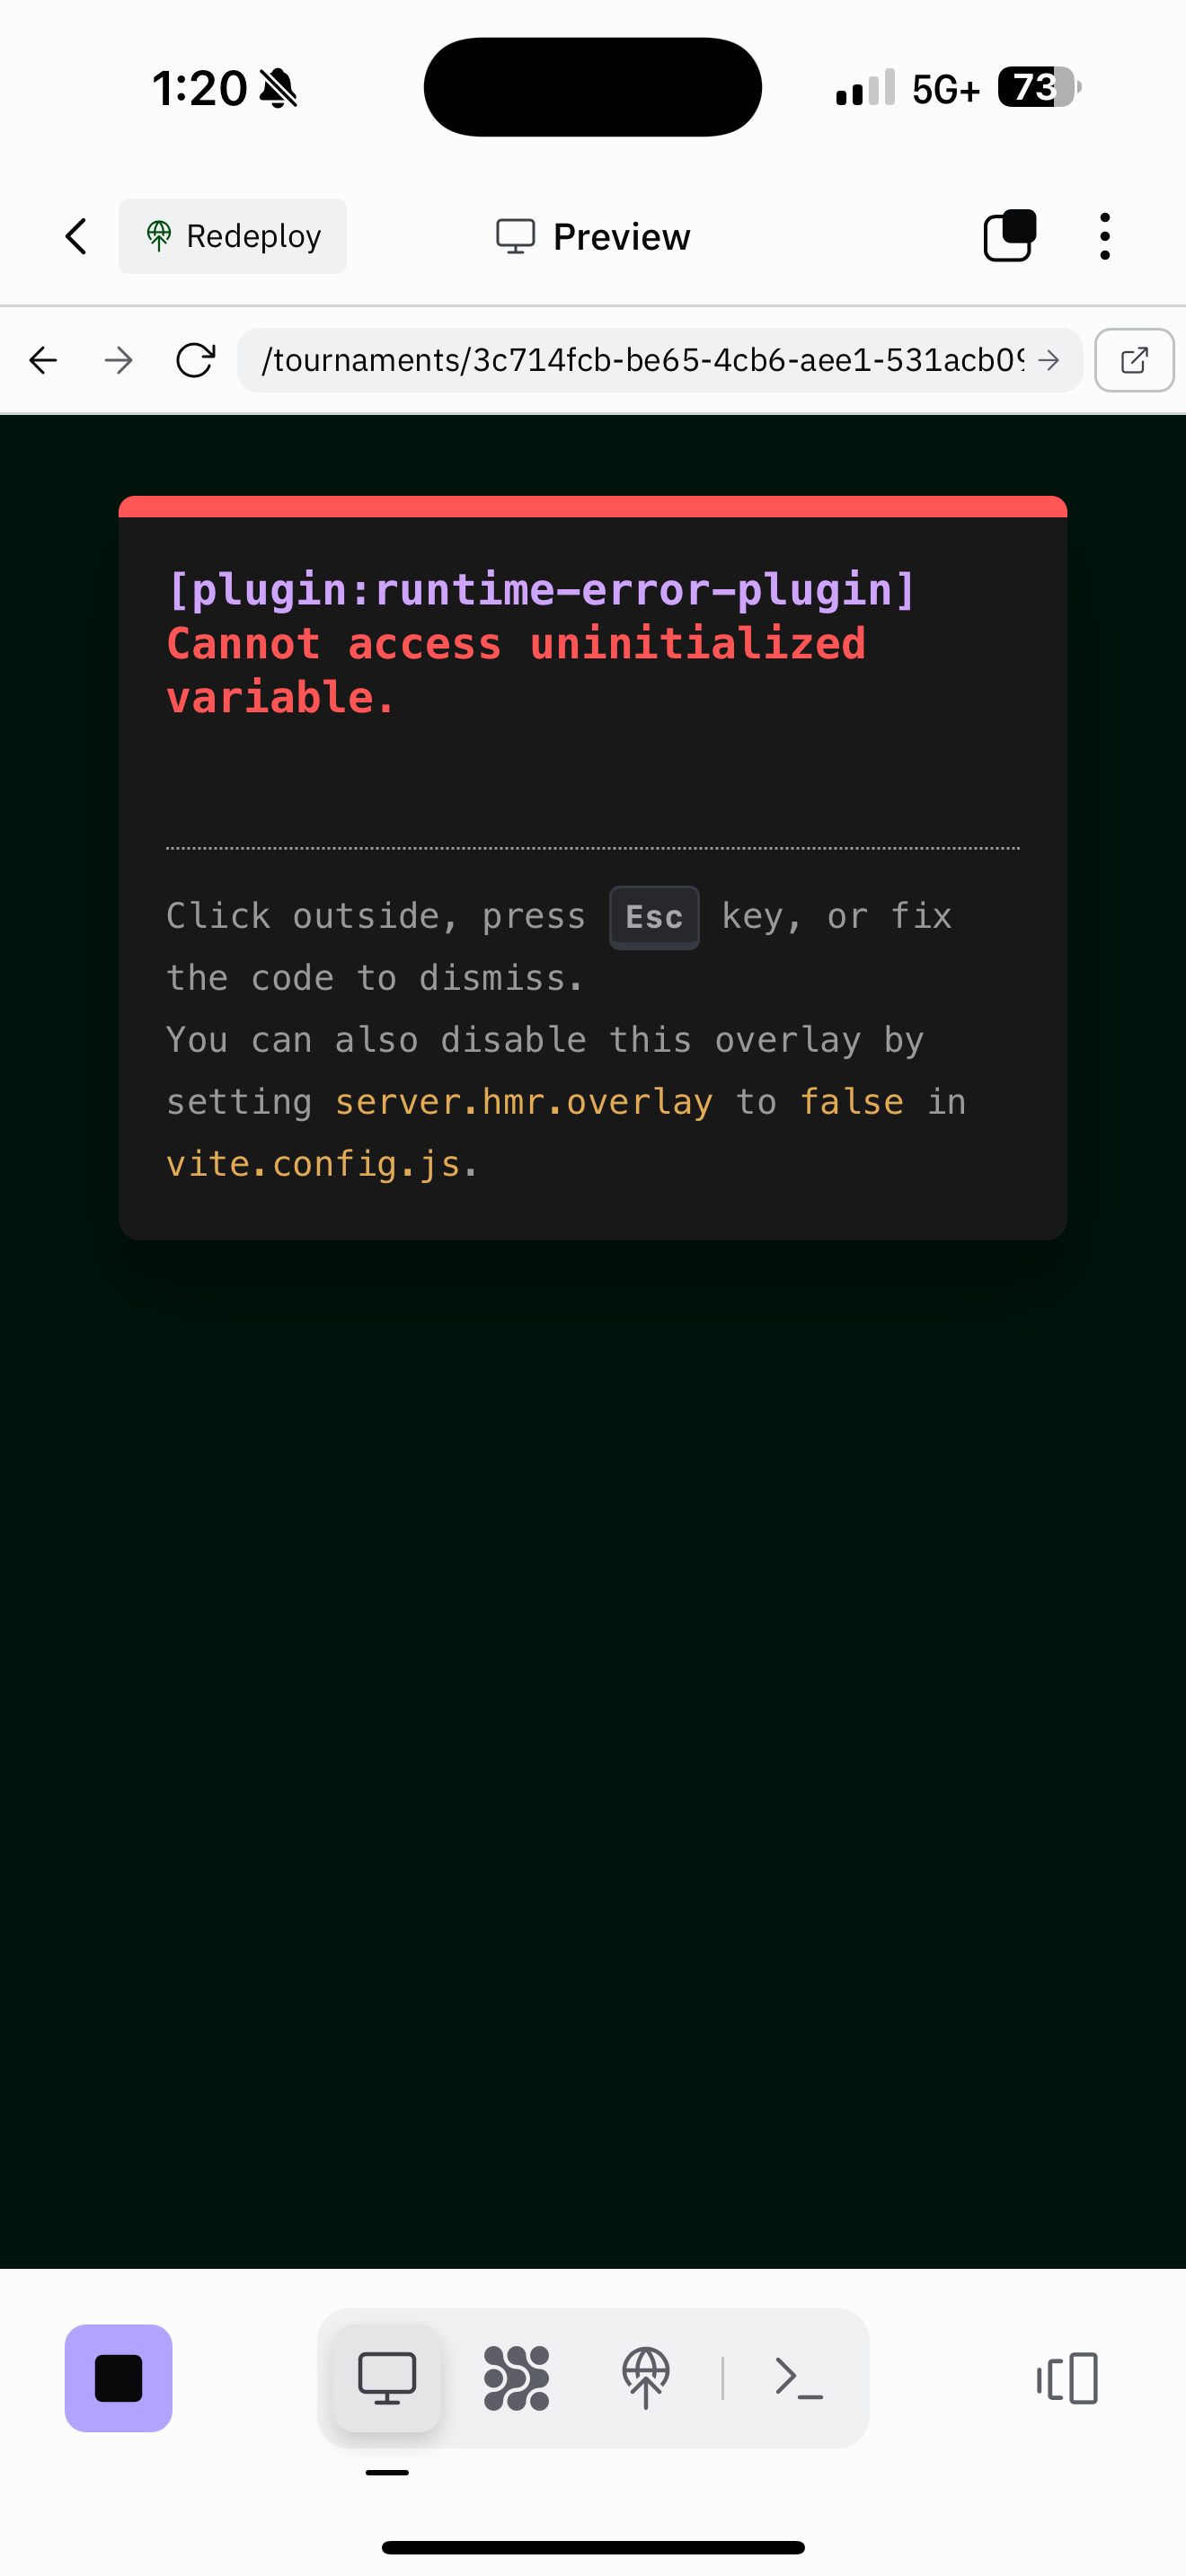 1:20 5G+ 73
Redeploy Preview
/tournaments/3c714fcb-be65-4cb6-aee1-531acb09
[plugin:runtime-error-plugin]
Cannot access uninitialized
variable.
Click outside, press Esc key, or fix
the code to dismiss.
You can also disable this overlay by
setting server.hmr.overlay to false in
vite.config.js.